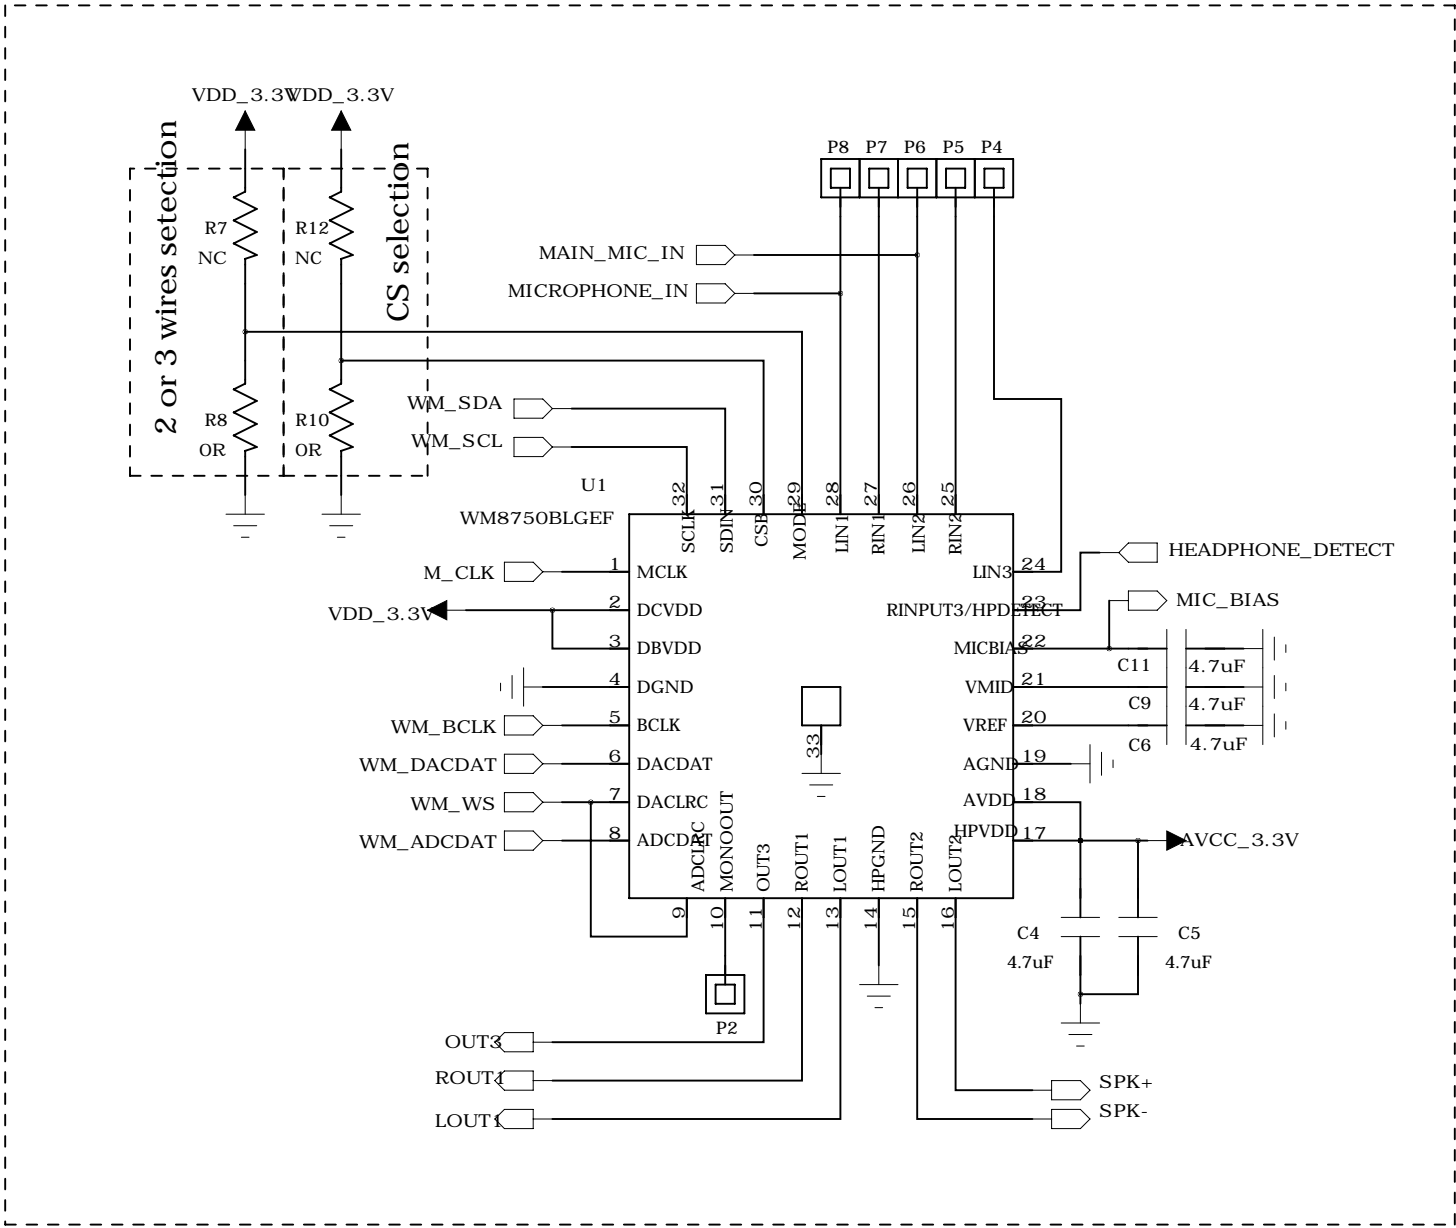 VDD_3.3V VDD_3.3V
2 or 3 wires setection
CS selection
R7
NC
R12
NC
R8
0R
R10
0R
P8 P7 P6 P5 P4
MAIN_MIC_IN
MICROPHONE_IN
WM_SDA
WM_SCL
U1
WM8750BLGEF
32 31 30 29 28 27 26 25
SCLK SDIN CSB MODE LIN1 RIN1 LIN2 RIN2
M_CLK 1 MCLK
VDD_3.3V 2 DCVDD
3 DBVDD
4 DGND
WM_BCLK 5 BCLK
WM_DACDAT 6 DACDAT
WM_WS 7 DACLRC
WM_ADCDAT 8 ADCDAT
33
LIN3 24
RINPUT3/HPDETECT 23 HEADPHONE_DETECT
MIC_BIAS
MICBIAS 22
C11 4.7uF
VMID 21
C9 4.7uF
VREF 20
C6 4.7uF
AGND 19
AVDD 18
HPVDD 17 AVCC_3.3V
ADCLRC MONOOUT OUT3 ROUT1 LOUT1 HPGND ROUT2 LOUT2
9 10 11 12 13 14 15 16
C4
4.7uF
C5
4.7uF
P2
OUT3
ROUT1
LOUT1
SPK+
SPK-